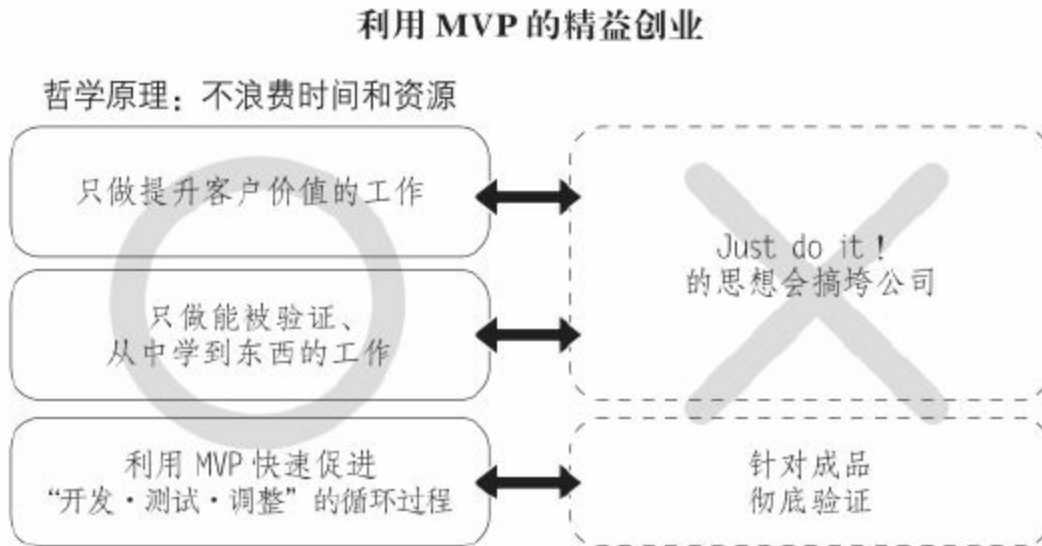 利用 MVP 的精益创业
哲学原理：不浪费时间和资源
只做提升客户价值的工作
只做能被验证、
从中学到东西的工作
利用 MVP 快速促进
“开发·测试·调整”的循环过程
Just do it！
的思想会搞垮公司
针对成品
彻底验证